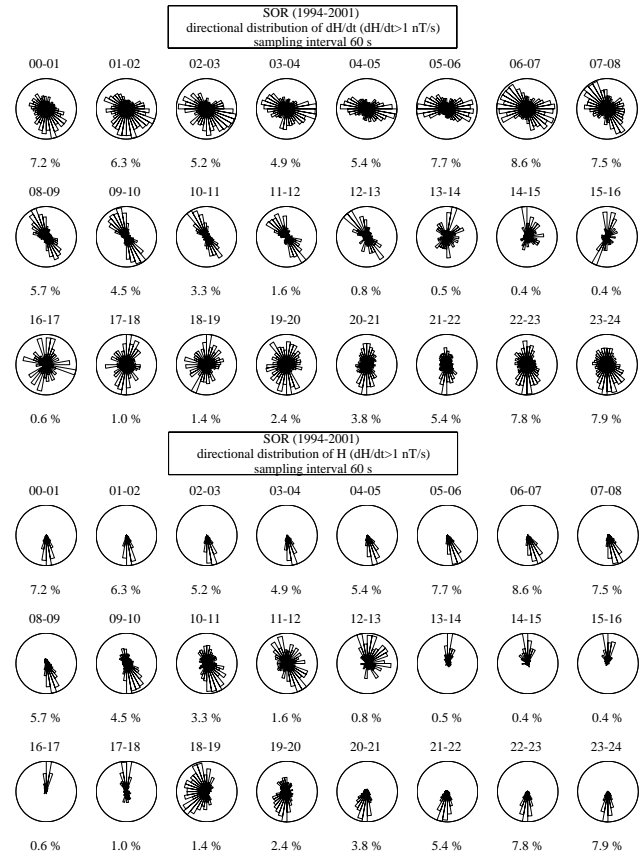 SOR (1994-2001)
directional distribution of dH/dt (dH/dt>1 nT/s)
sampling interval 60 s
00-01 01-02 02-03 03-04 04-05 05-06 06-07 07-08
7.2 % 6.3 % 5.2 % 4.9 % 5.4 % 7.7 % 8.6 % 7.5 %
08-09 09-10 10-11 11-12 12-13 13-14 14-15 15-16
5.7 % 4.5 % 3.3 % 1.6 % 0.8 % 0.5 % 0.4 % 0.4 %
16-17 17-18 18-19 19-20 20-21 21-22 22-23 23-24
0.6 % 1.0 % 1.4 % 2.4 % 3.8 % 5.4 % 7.8 % 7.9 %
SOR (1994-2001)
directional distribution of H (dH/dt>1 nT/s)
sampling interval 60 s
00-01 01-02 02-03 03-04 04-05 05-06 06-07 07-08
7.2 % 6.3 % 5.2 % 4.9 % 5.4 % 7.7 % 8.6 % 7.5 %
08-09 09-10 10-11 11-12 12-13 13-14 14-15 15-16
5.7 % 4.5 % 3.3 % 1.6 % 0.8 % 0.5 % 0.4 % 0.4 %
16-17 17-18 18-19 19-20 20-21 21-22 22-23 23-24
0.6 % 1.0 % 1.4 % 2.4 % 3.8 % 5.4 % 7.8 % 7.9 %